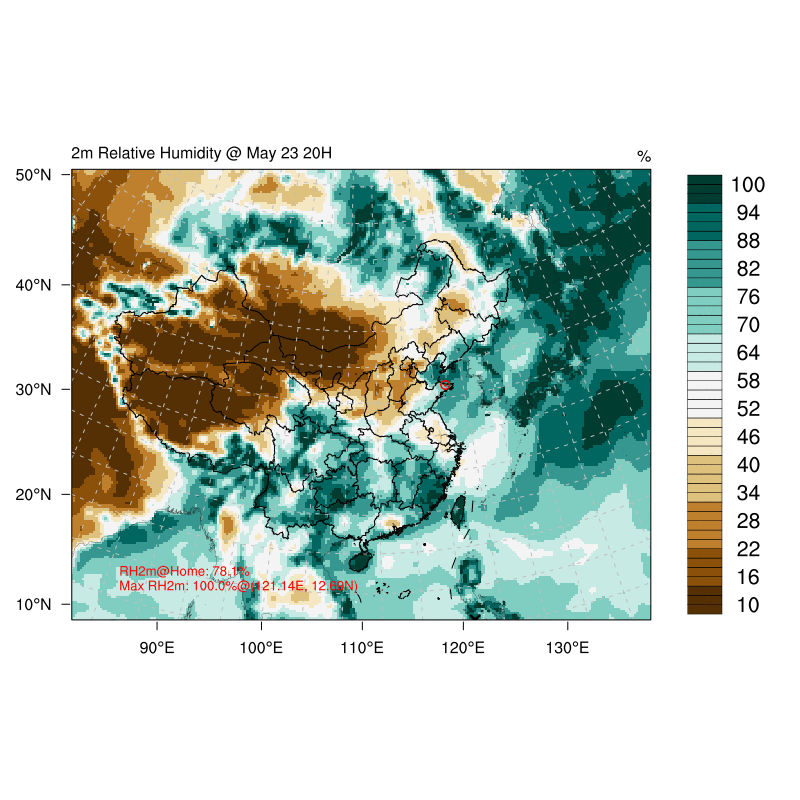 2m Relative Humidity @ May 23 20H
%
50°N
40°N
30°N
20°N
10°N
90°E
100°E
110°E
120°E
130°E
100
94
88
82
76
70
64
58
52
46
40
34
28
22
16
10
RH2m@Home: 78.1%
Max RH2m: 100.0%@(121.14E,